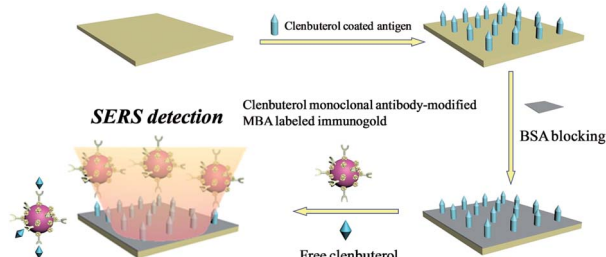 Clenbuterol coated antigen
SERS detection
Clenbuterol monoclonal antibody-modified
MBA labeled immunogold
BSA blocking
Free clenbuterol